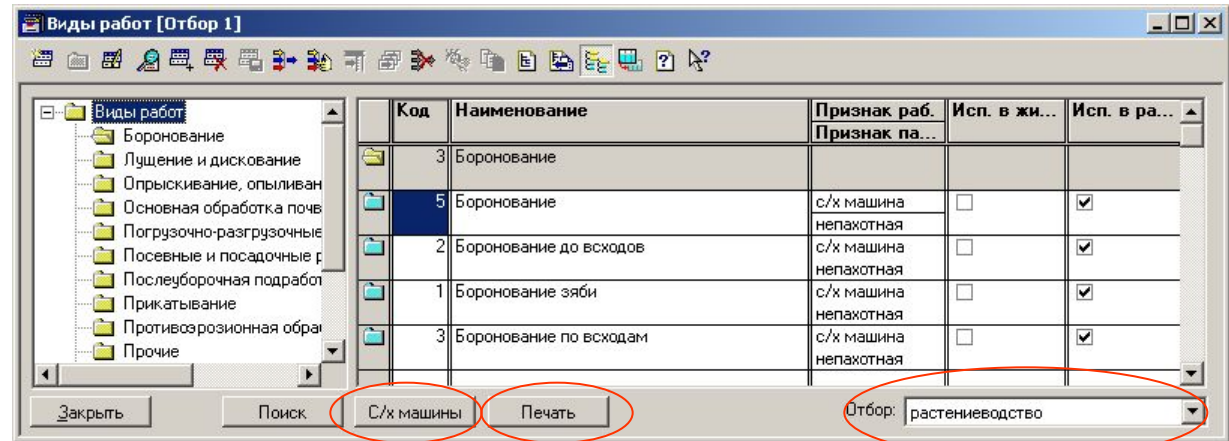 Виды работ [Отбор 1]
Виды работ
Боронование
Лущение и дискование
Опрыскивание, опыливан
Основная обработка почв
Погрузочно-разгрузочные
Посевные и посадочные р
Послеуборочная подработ
Прикатывание
Противоэрозионная обра
Прочие
Код Наименование Признак раб. Исп. в жи... Исп. в ра...
Признак па...
3 Боронование
5 Боронование с/х машина
непахотная
2 Боронование до всходов с/х машина
непахотная
1 Боронование зяби с/х машина
непахотная
3 Боронование по всходам с/х машина
непахотная
Закрыть Поиск С/х машины Печать Отбор: растениеводство